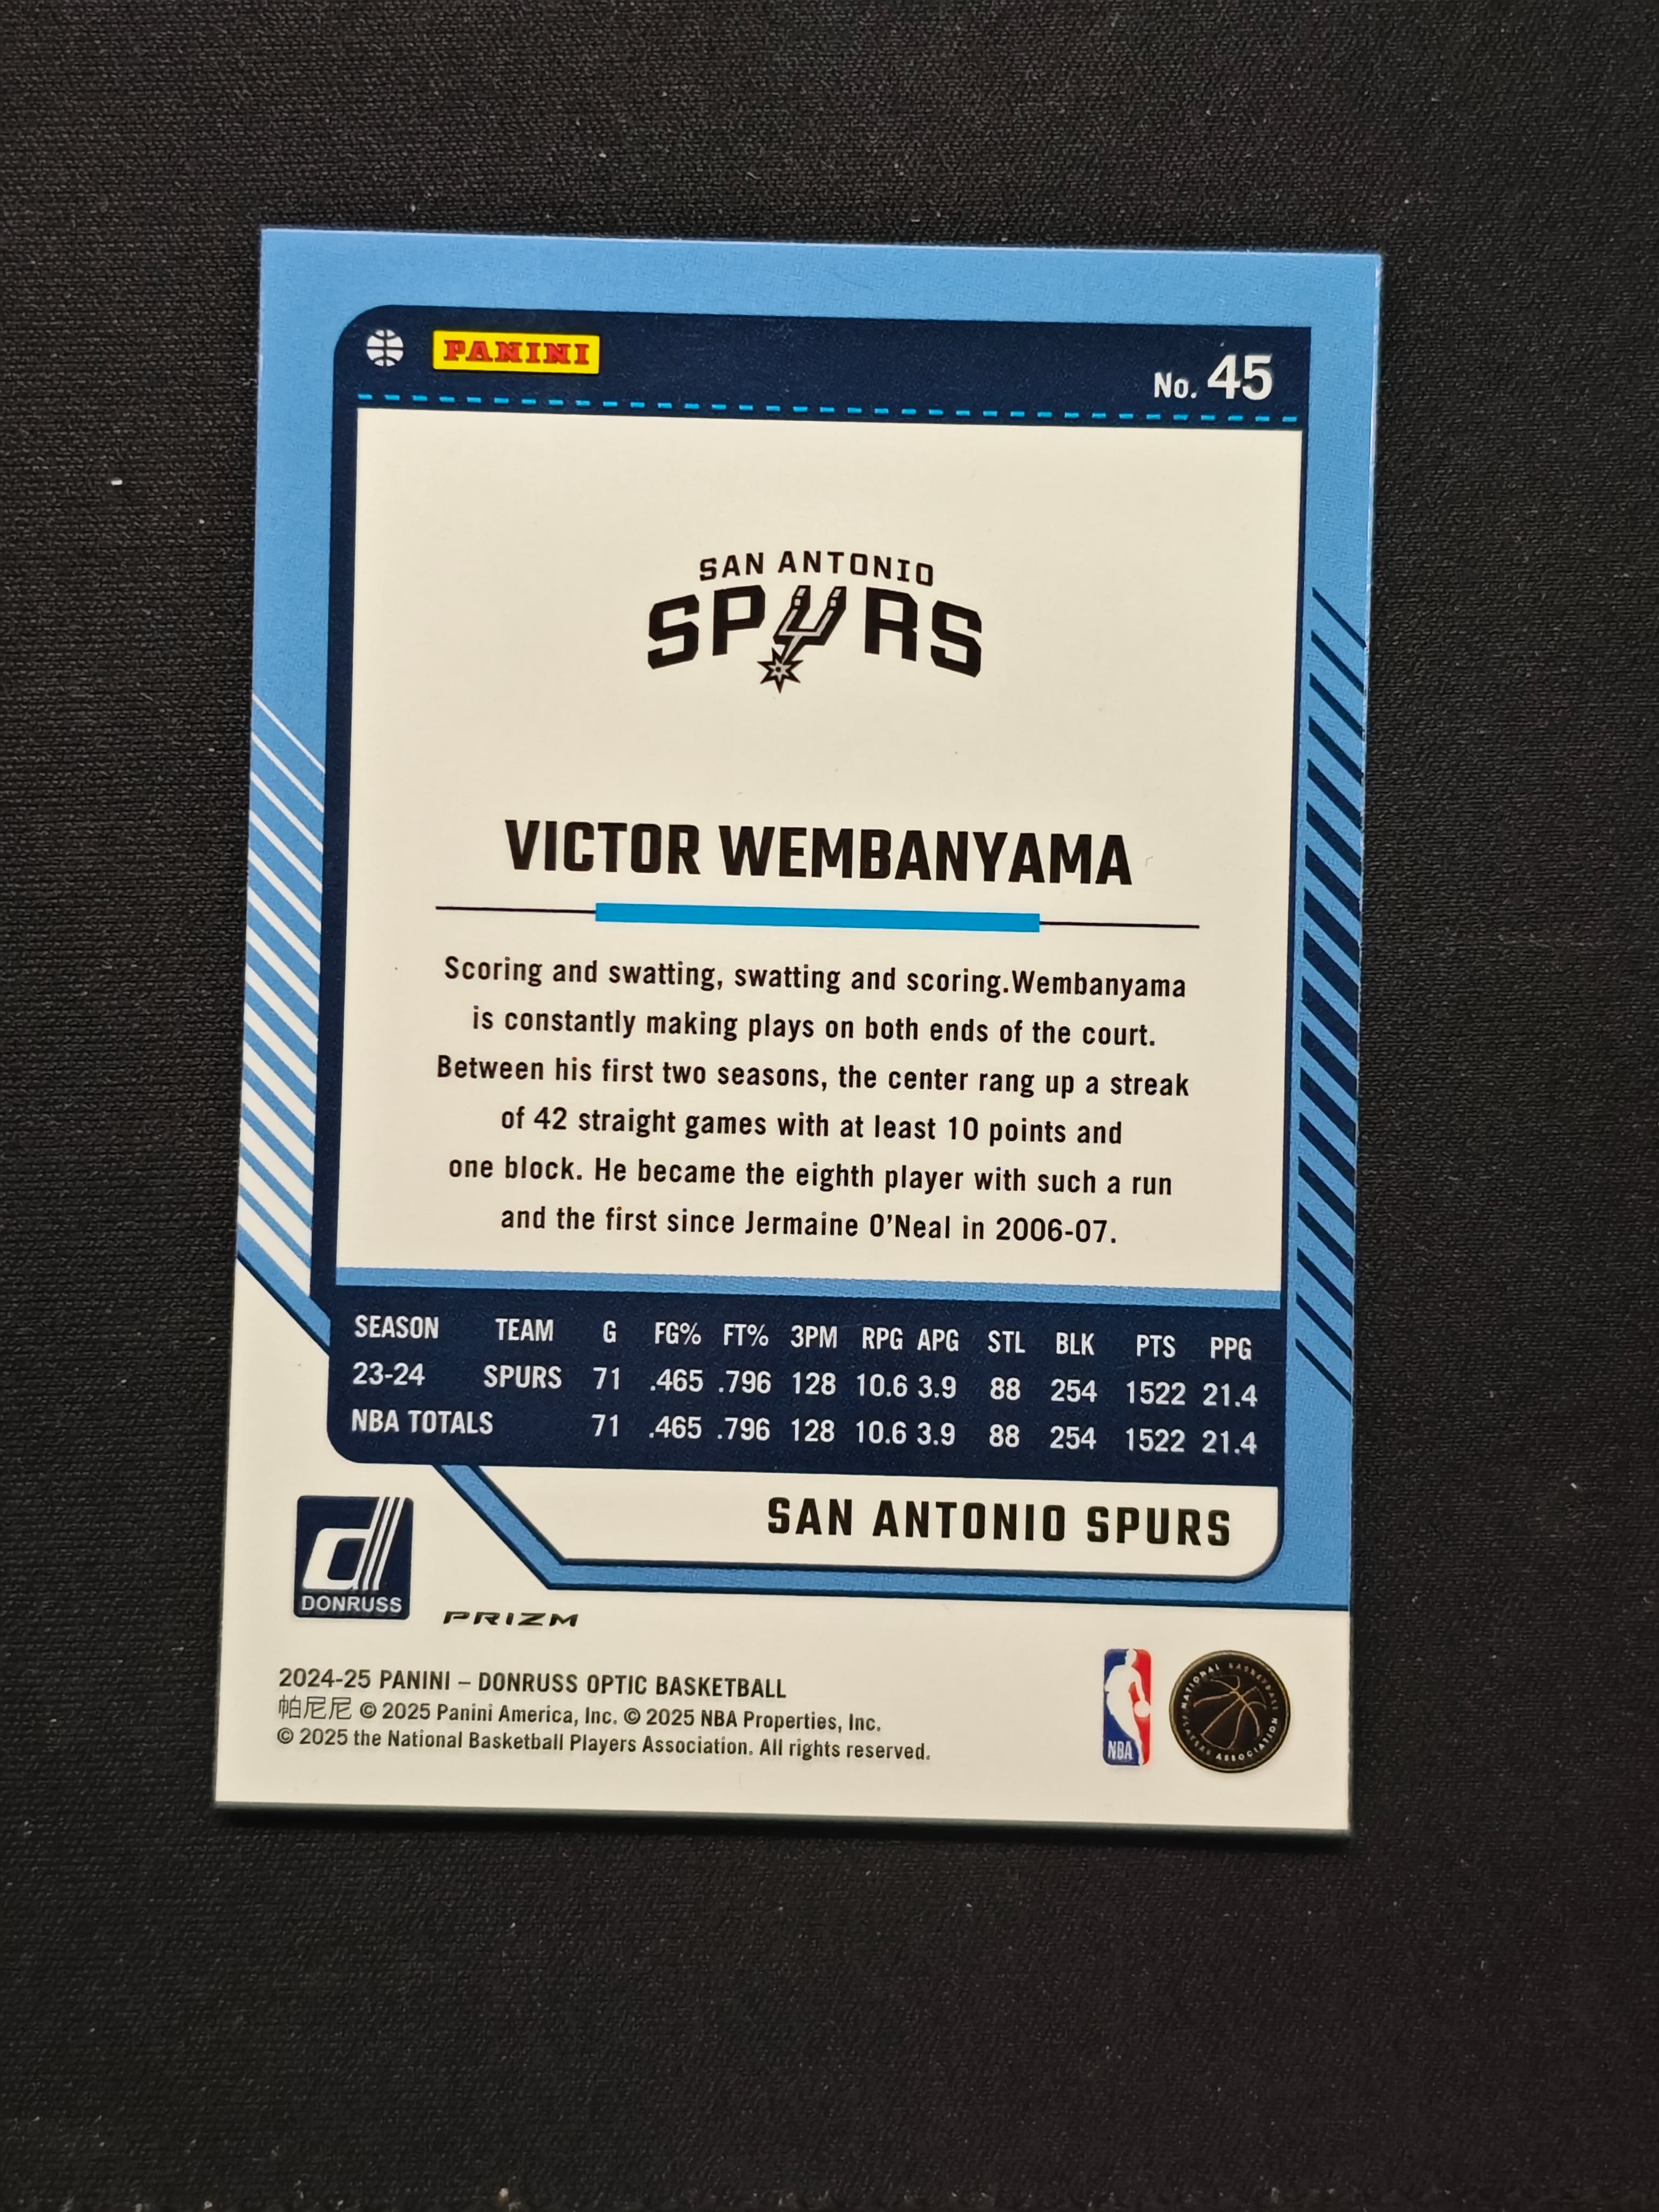 PANINI
No. 45
SAN ANTONIO
SPURS
VICTOR WEMBANYAMA
Scoring and swatting, swatting and scoring.Wembanyama
is constantly making plays on both ends of the court.
Between his first two seasons, the center rang up a streak
of 42 straight games with at least 10 points and
one block. He became the eighth player with such a run
and the first since Jermaine O'Neal in 2006-07.
SEASON TEAM G FG% FT% 3PM RPG APG STL BLK PTS PPG
23-24 SPURS 71 .465 .796 128 10.6 3.9 88 254 1522 21.4
NBA TOTALS 71 .465 .796 128 10.6 3.9 88 254 1522 21.4
SAN ANTONIO SPURS
d
DONRUSS
PRIZM
2024-25 PANINI – DONRUSS OPTIC BASKETBALL
帕尼尼 © 2025 Panini America, Inc. © 2025 NBA Properties, Inc.
© 2025 the National Basketball Players Association. All rights reserved.
NBA
NATIONAL BASKETBALL PLAYERS ASSOCIATION